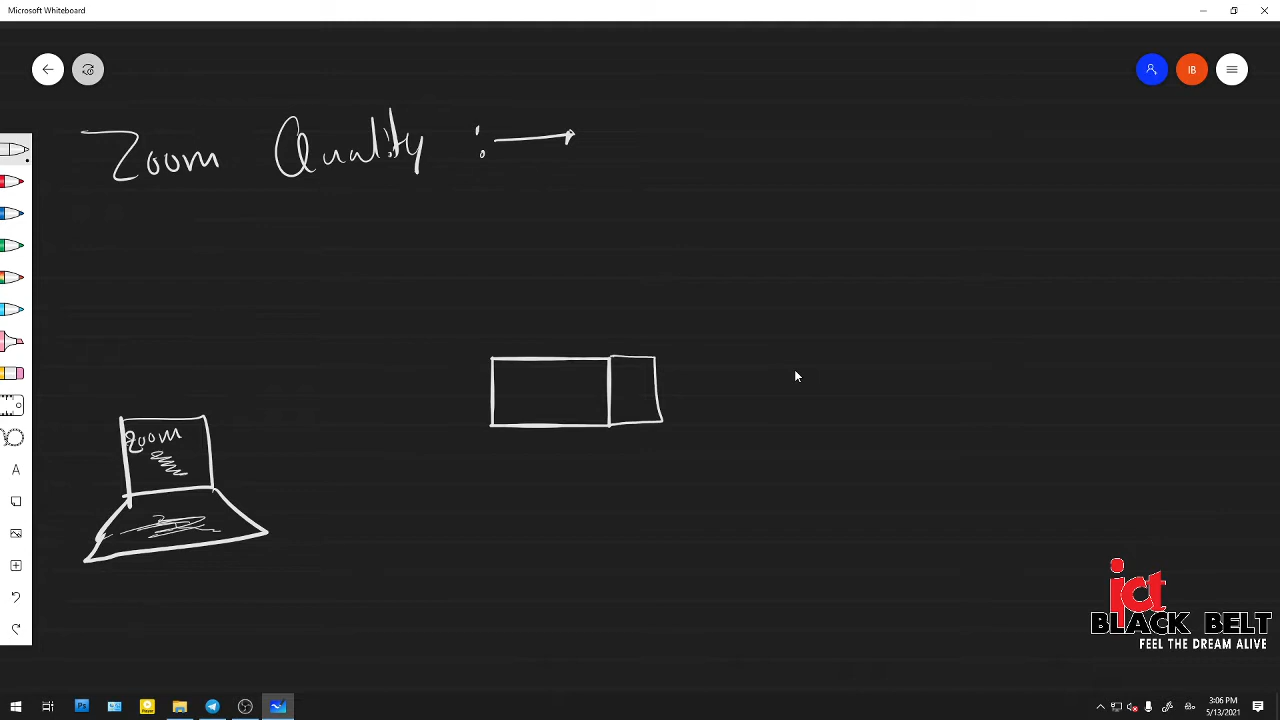 Microsoft Whiteboard
IB
Zoom Quality :→
Zoom
A
ict
BLACK BELT
FEEL THE DREAM ALIVE
Ps
3:06 PM
5/13/2021